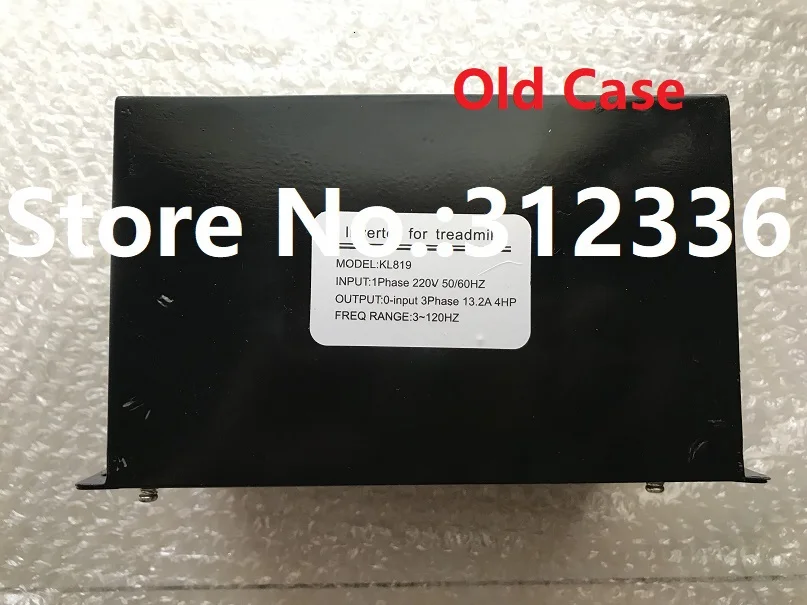 Old Case
Store No.:312336
Inverter for treadmill
MODEL:KL819
INPUT:1Phase 220V 50/60HZ
OUTPUT:0-input 3Phase 13.2A 4HP
FREQ RANGE:3~120HZ